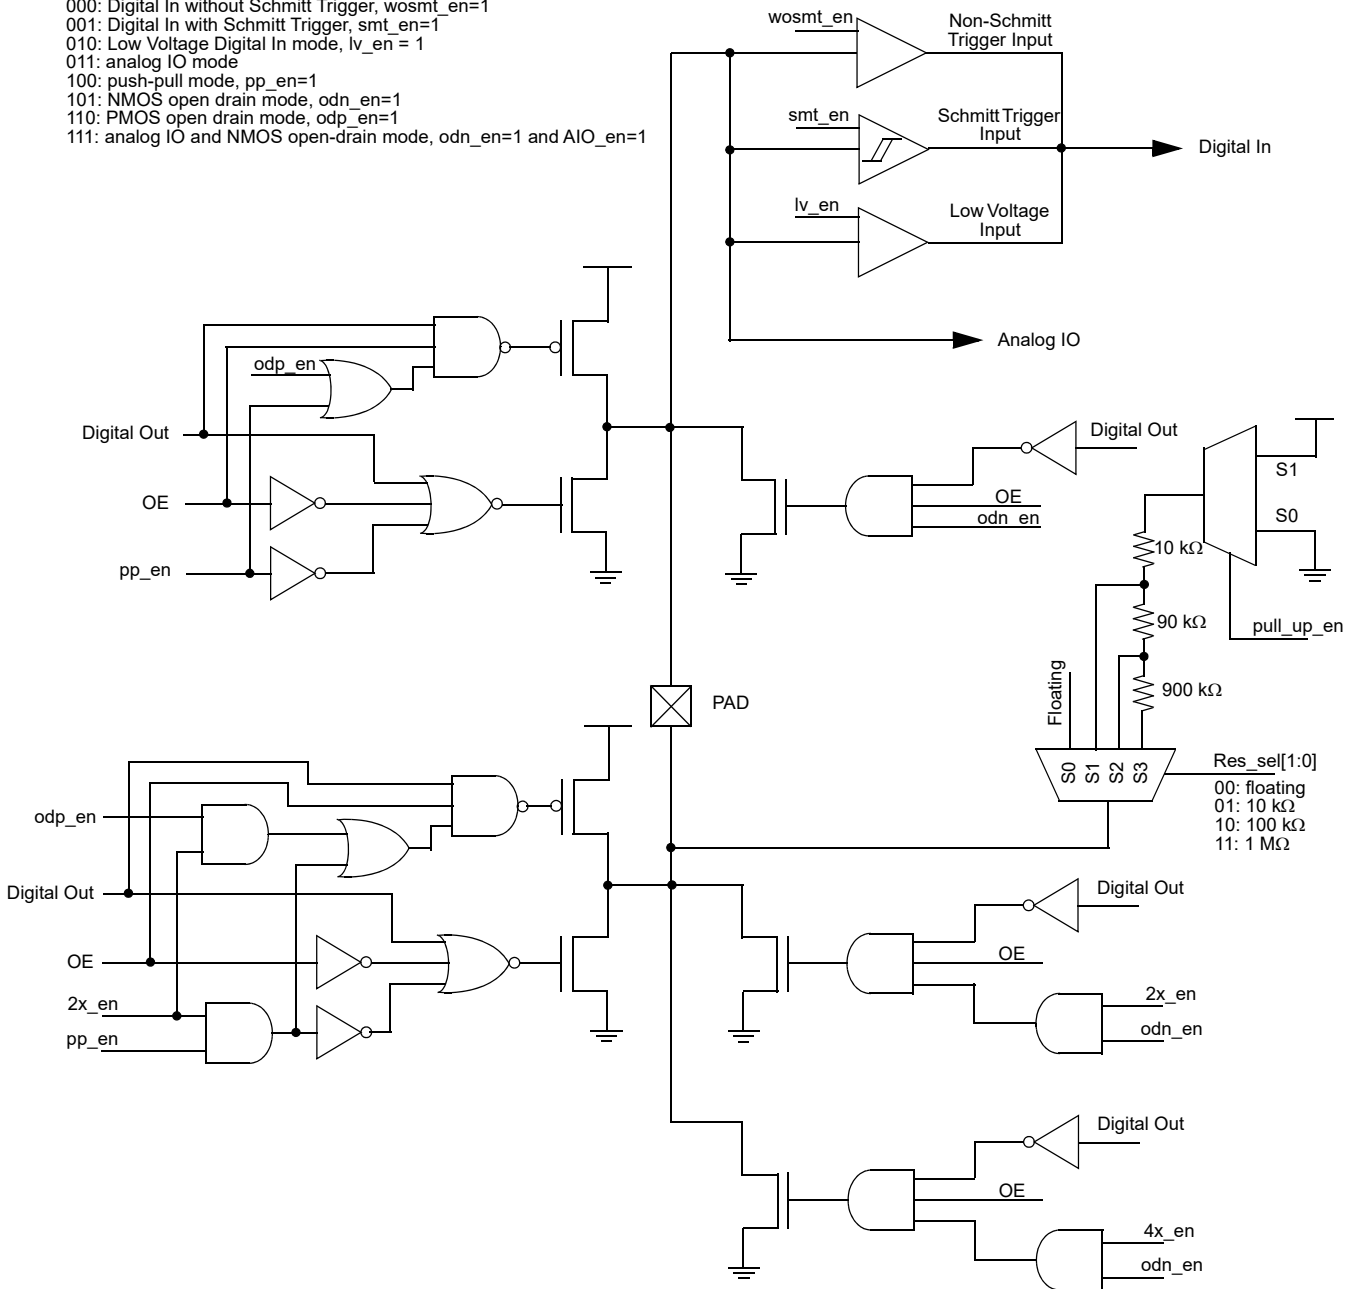 000: Digital In without Schmitt Trigger, wosmt_en=1
001: Digital In with Schmitt Trigger, smt_en=1
010: Low Voltage Digital In mode, lv_en = 1
011: analog IO mode
100: push-pull mode, pp_en=1
101: NMOS open drain mode, odn_en=1
110: PMOS open drain mode, odp_en=1
111: analog IO and NMOS open-drain mode, odn_en=1 and AIO_en=1
wosmt_en
Non-Schmitt
Trigger Input
smt_en
Schmitt Trigger
Input
Digital In
lv_en
Low Voltage
Input
Analog IO
odp_en
Digital Out
OE
pp_en
Digital Out
OE
odn_en
S1
S0
10 kΩ
90 kΩ
pull_up_en
900 kΩ
Floating
PAD
S0
S1
S2
S3
Res_sel[1:0]
00: floating
01: 10 kΩ
10: 100 kΩ
11: 1 MΩ
odp_en
Digital Out
OE
2x_en
pp_en
Digital Out
OE
2x_en
odn_en
Digital Out
OE
4x_en
odn_en